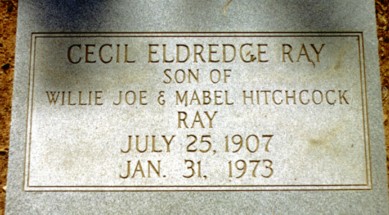 CECIL ELDREDGE RAY
SON OF
WILLIE JOE & MABEL HITCHCOCK
RAY
JULY 25, 1907
JAN. 31, 1973